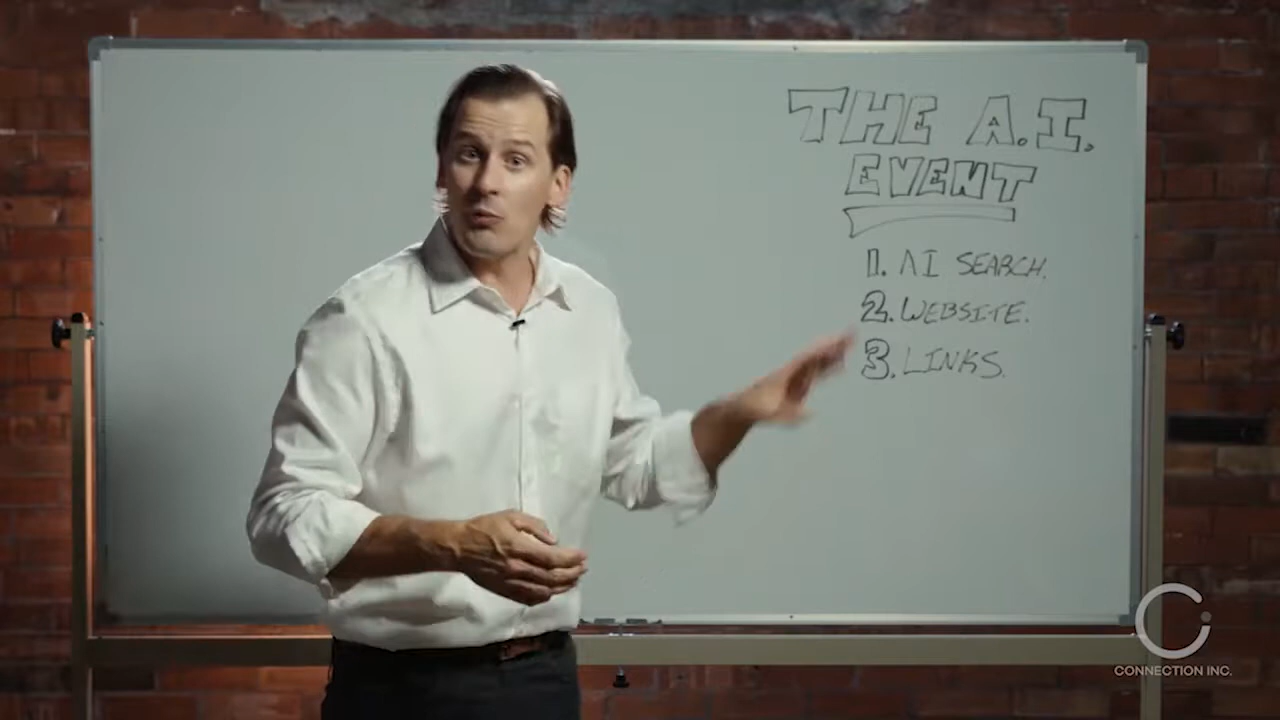 THE A.I.
EVENT
1. AI SEARCH.
2. WEBSITE.
3. LINKS.
CONNECTION INC.